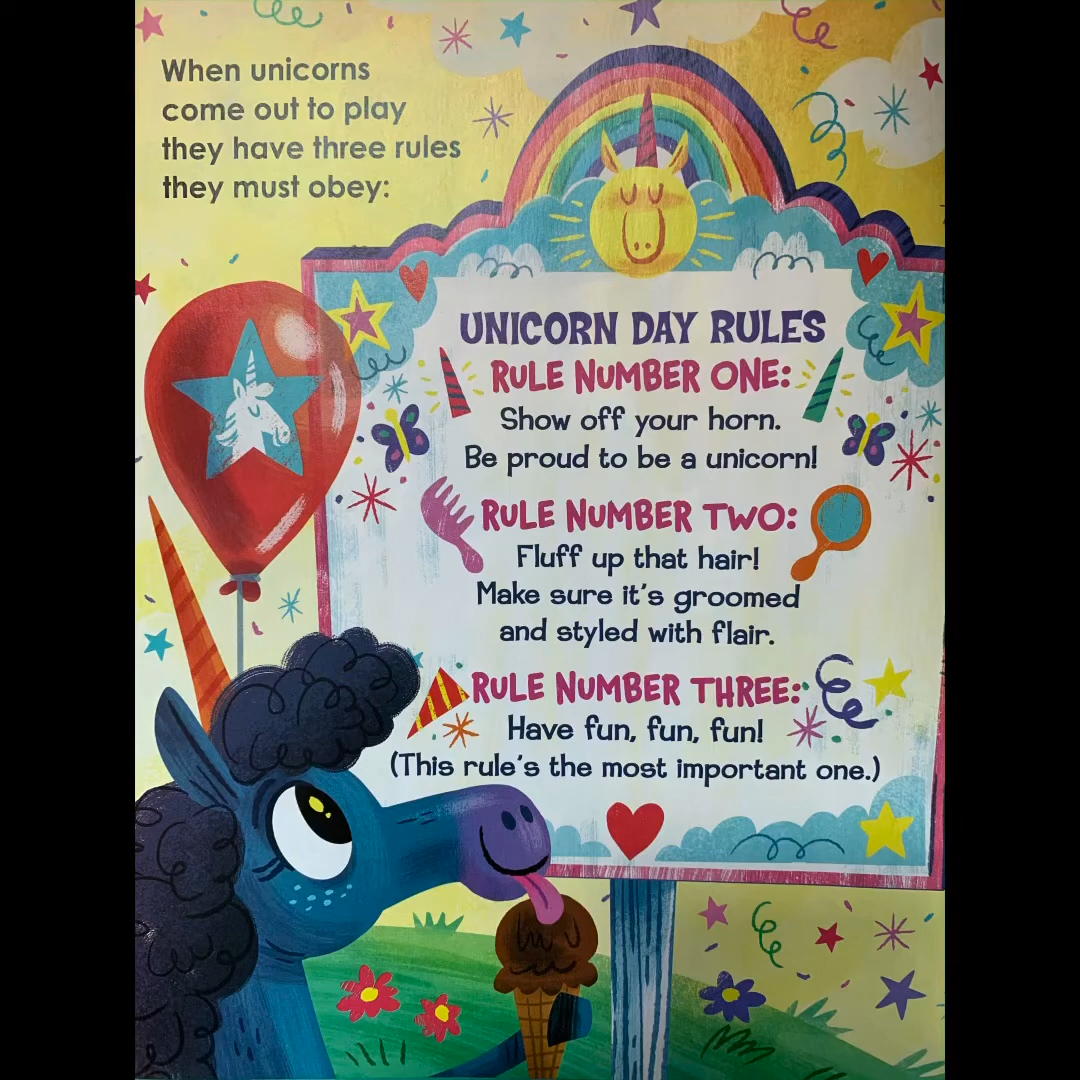 When unicorns
come out to play
they have three rules
they must obey:
UNICORN DAY RULES
RULE NUMBER ONE:
Show off your horn.
Be proud to be a unicorn!
RULE NUMBER TWO:
Fluff up that hair!
Make sure it's groomed
and styled with flair.
RULE NUMBER THREE:
Have fun, fun, fun!
(This rule's the most important one.)